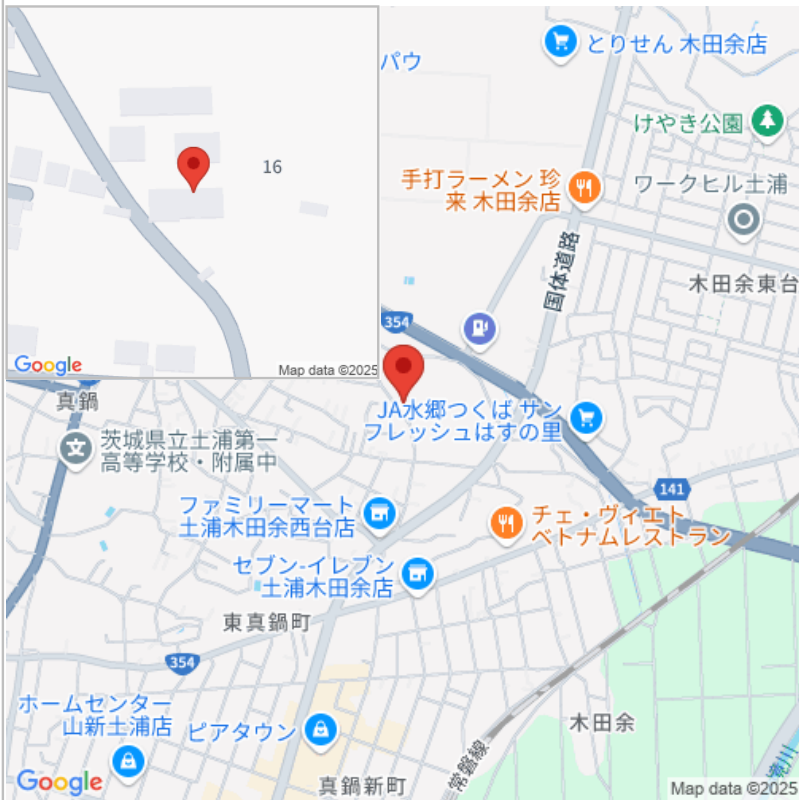 16
Google
Map data ©2025
とりせん 木田余店
パウ
けやき公園
手打ラーメン 珍
来 木田余店
ワークヒル土浦
国体道路
木田余東台
354
JA水郷つくば サン
フレッシュはすの里
真鍋
茨城県立土浦第一
高等学校・附属中
141
ファミリーマート
土浦木田余西台店
チェ・ヴィエト
ベトナムレストラン
セブン-イレブン
土浦木田余店
東真鍋町
354
ホームセンター
山新土浦店
ピアタウン
木田余
常磐線
真鍋新町
Google
Map data ©2025